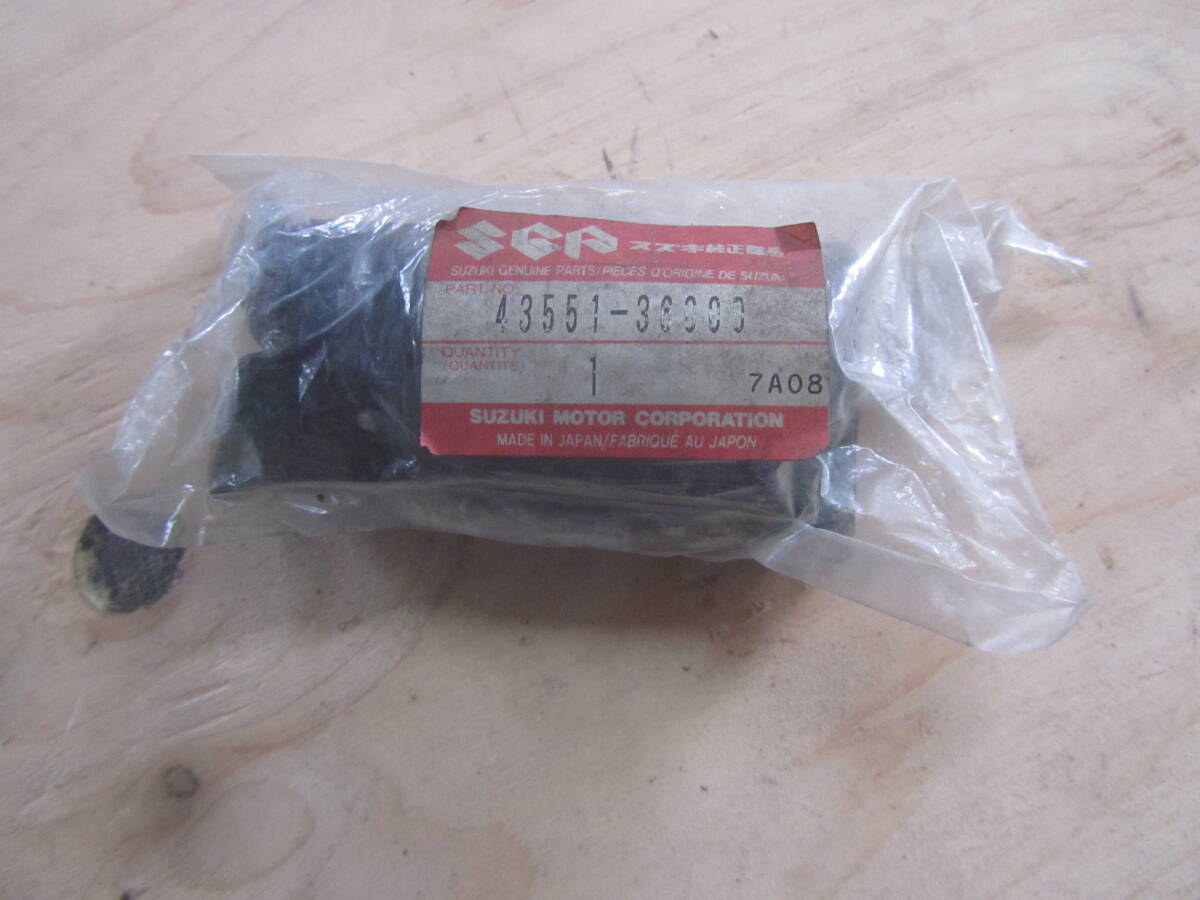 SGP スズキ純正部品
SUZUKI GENUINE PARTS/PIECES D'ORIGINE DE SUZUKI
PART NO.
43551-36000
QUANTITY
(QUANTITE)
1
7A08
SUZUKI MOTOR CORPORATION
MADE IN JAPAN/FABRIQUÉ AU JAPON